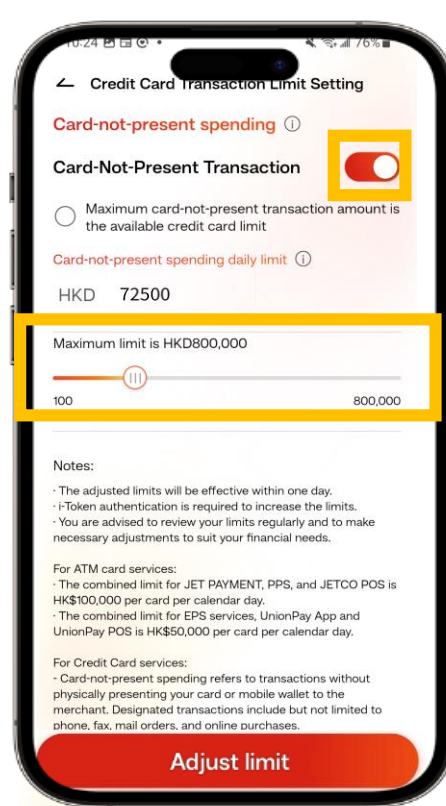 10:24 76%
Credit Card Transaction Limit Setting
Card-not-present spending
Card-Not-Present Transaction
Maximum card-not-present transaction amount is
the available credit card limit
Card-not-present spending daily limit
HKD 72500
Maximum limit is HKD800,000
100 800,000
Notes:
· The adjusted limits will be effective within one day.
· i-Token authentication is required to increase the limits.
· You are advised to review your limits regularly and to make
necessary adjustments to suit your financial needs.
For ATM card services:
· The combined limit for JET PAYMENT, PPS, and JETCO POS is
HK$100,000 per card per calendar day.
· The combined limit for EPS services, UnionPay App and
UnionPay POS is HK$50,000 per card per calendar day.
For Credit Card services:
- Card-not-present spending refers to transactions without
physically presenting your card or mobile wallet to the
merchant. Designated transactions include but not limited to
phone, fax, mail orders, and online purchases.
Adjust limit